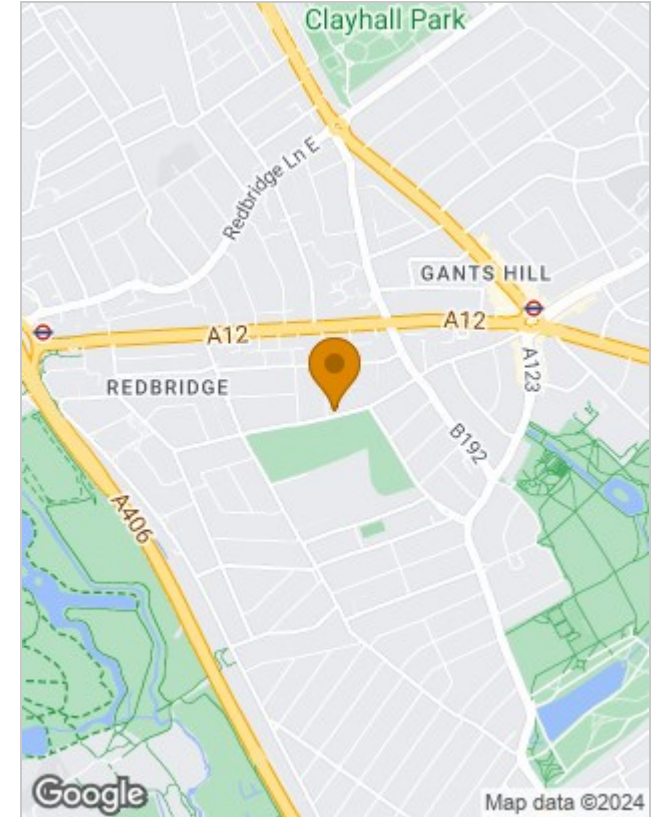 Clayhall Park
Redbridge Ln E
GANTS HILL
A12
A12
REDBRIDGE
A123
B192
A406
Google
Map data ©2024